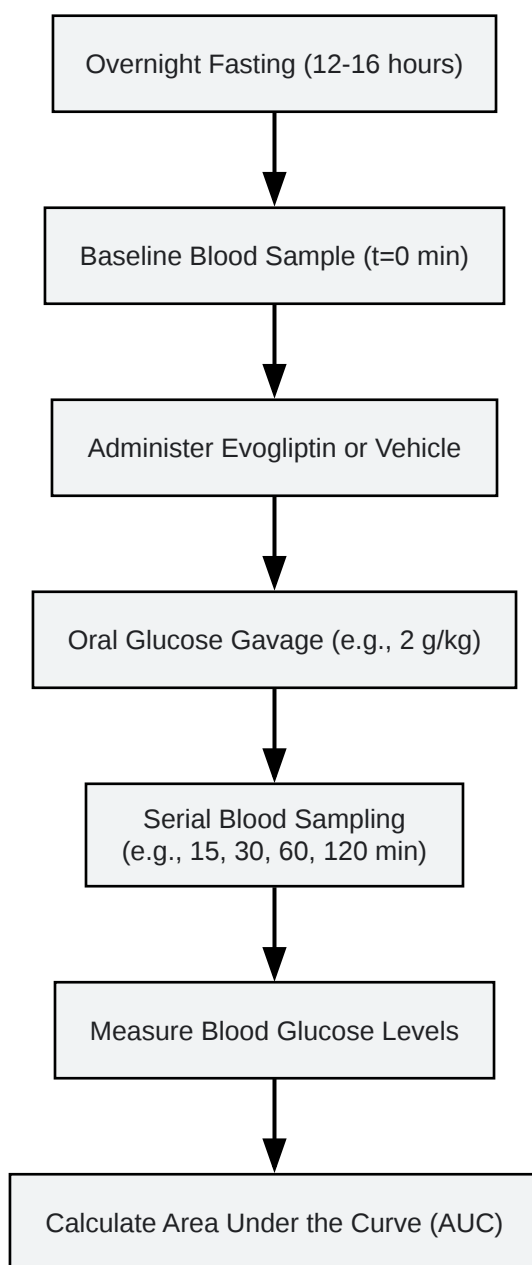 Overnight Fasting (12-16 hours)
Baseline Blood Sample (t=0 min)
Administer Evogliptin or Vehicle
Oral Glucose Gavage (e.g., 2 g/kg)
Serial Blood Sampling
(e.g., 15, 30, 60, 120 min)
Measure Blood Glucose Levels
Calculate Area Under the Curve (AUC)